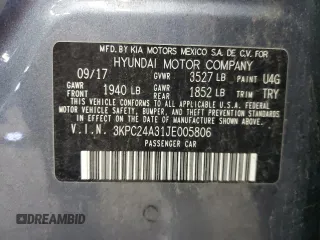 MFD. BY KIA MOTORS MEXICO S.A. DE C.V. FOR
HYUNDAI MOTOR COMPANY
09/17 GVWR 3527 LB PAINT U4G
GAWR FRONT 1940 LB GAWR REAR 1852 LB TRIM TRY
THIS VEHICLE CONFORMS TO ALL APPLICABLE
FEDERAL MOTOR VEHICLE SAFETY, BUMPER, AND THEFT
PREVENTION STANDARDS IN EFFECT ON THE DATE OF
MANUFACTURE SHOWN ABOVE.
V.I.N. 3KPC24A31JE005806
PASSENGER CAR
© DREAMBID